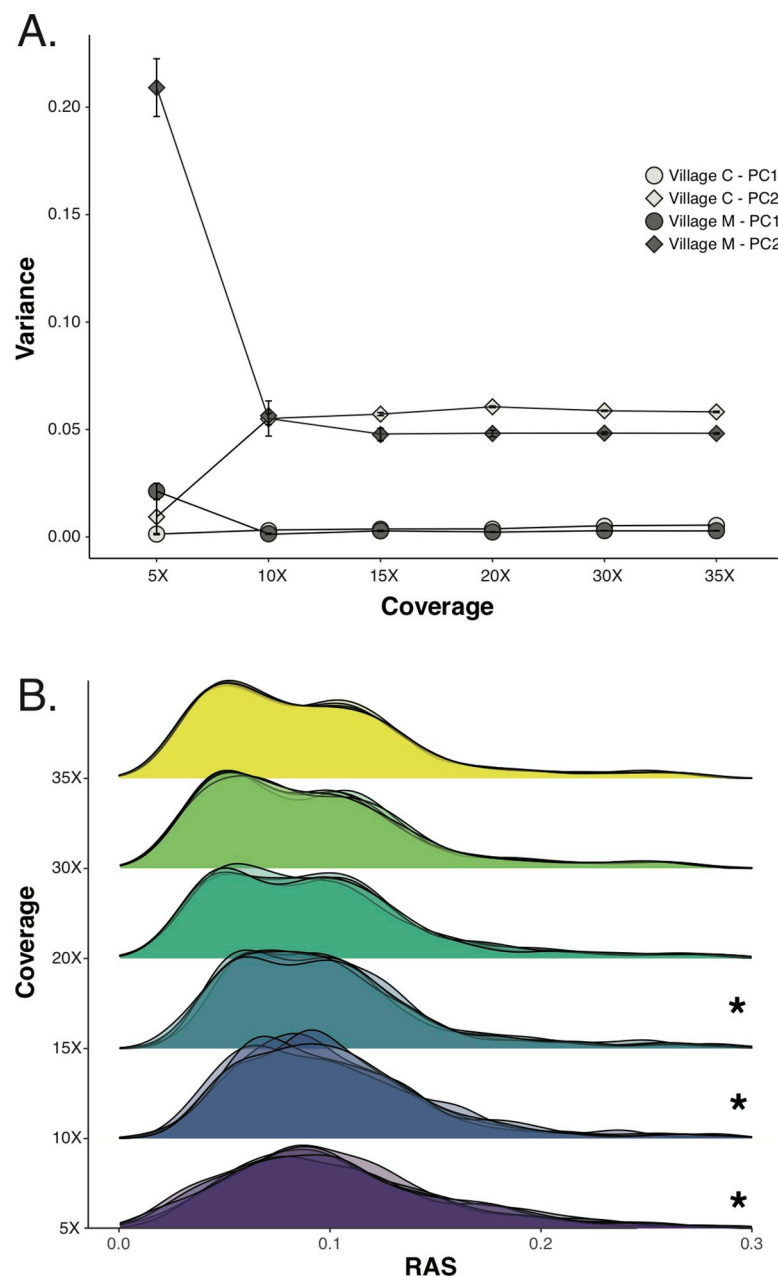 A.
0.20
0.15
0.10
0.05
0.00
Variance
Village C - PC1
Village C - PC2
Village M - PC1
Village M - PC2
5X
10X
15X
20X
30X
35X
Coverage
B.
35X
30X
20X
15X
10X
5X
Coverage
*
*
*
0.0
0.1
0.2
0.3
RAS